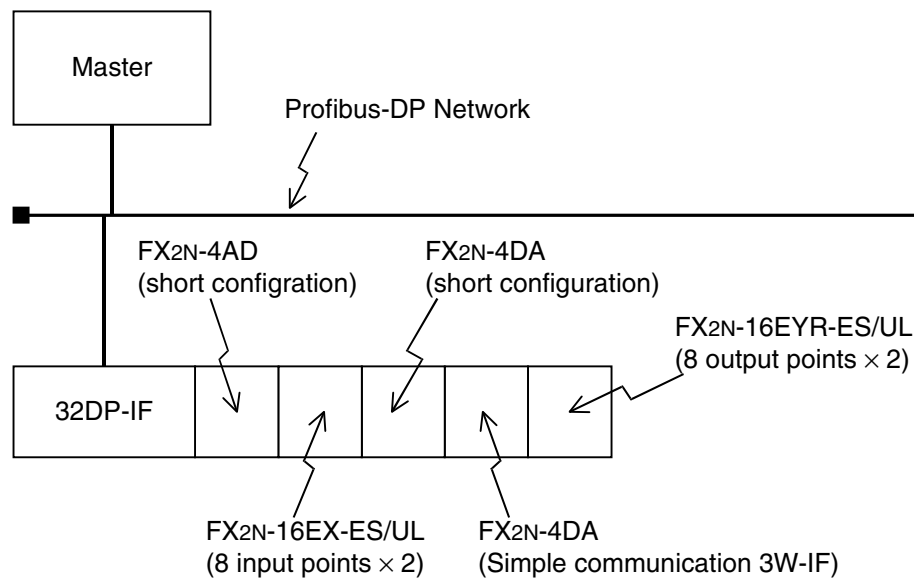 Master
Profibus-DP Network
FX2N-4AD
(short configration)
FX2N-4DA
(short configuration)
FX2N-16EYR-ES/UL
(8 output points × 2)
32DP-IF
FX2N-16EX-ES/UL
(8 input points × 2)
FX2N-4DA
(Simple communication 3W-IF)